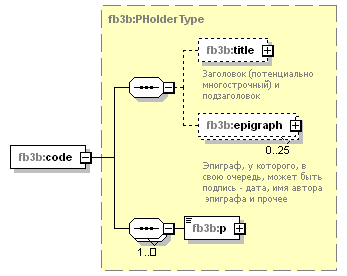 fb3b:PHolderType
fb3b:title
Заголовок (потенциально
многострочный) и
подзаголовок
fb3b:epigraph
0..25
fb3b:code
Эпиграф, у которого, в
свою очередь, может быть
подпись - дата, имя автора
эпиграфа и прочее
fb3b:p
1..